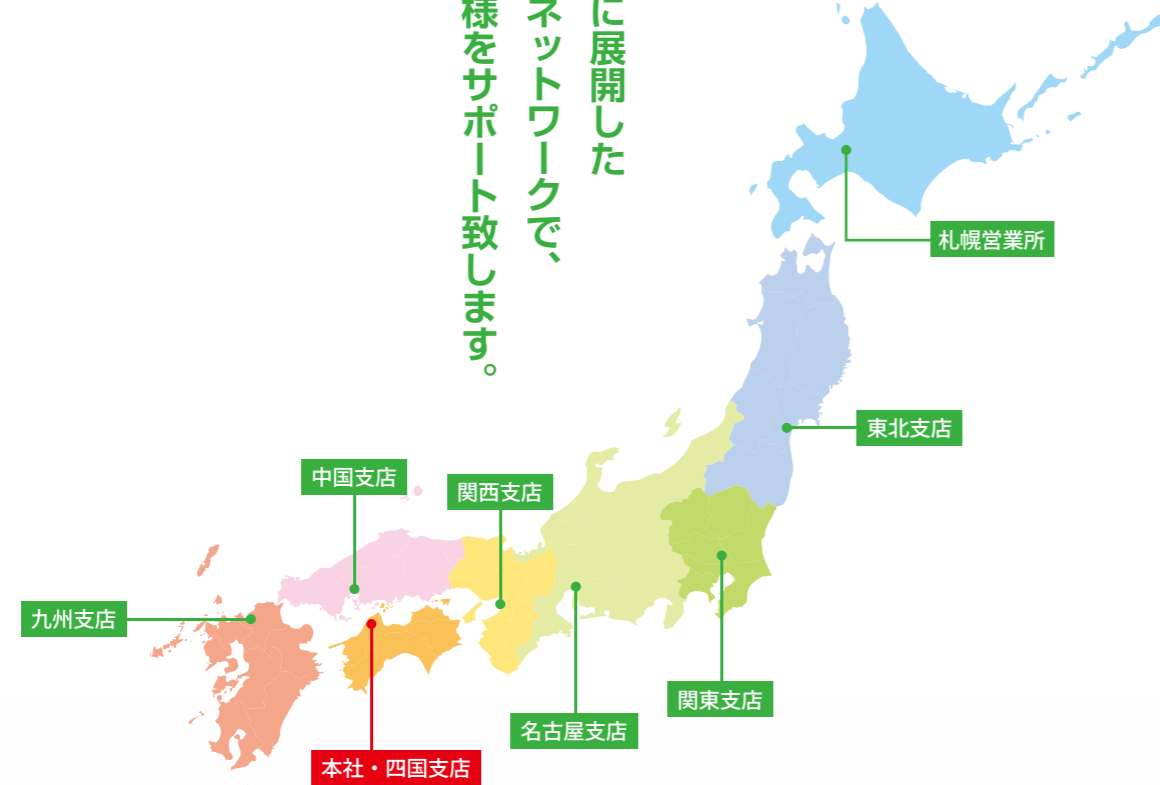 に展開した
ネットワークで、
様をサポート致します。
札幌営業所
東北支店
中国支店
関西支店
九州支店
関東支店
名古屋支店
本社・四国支店